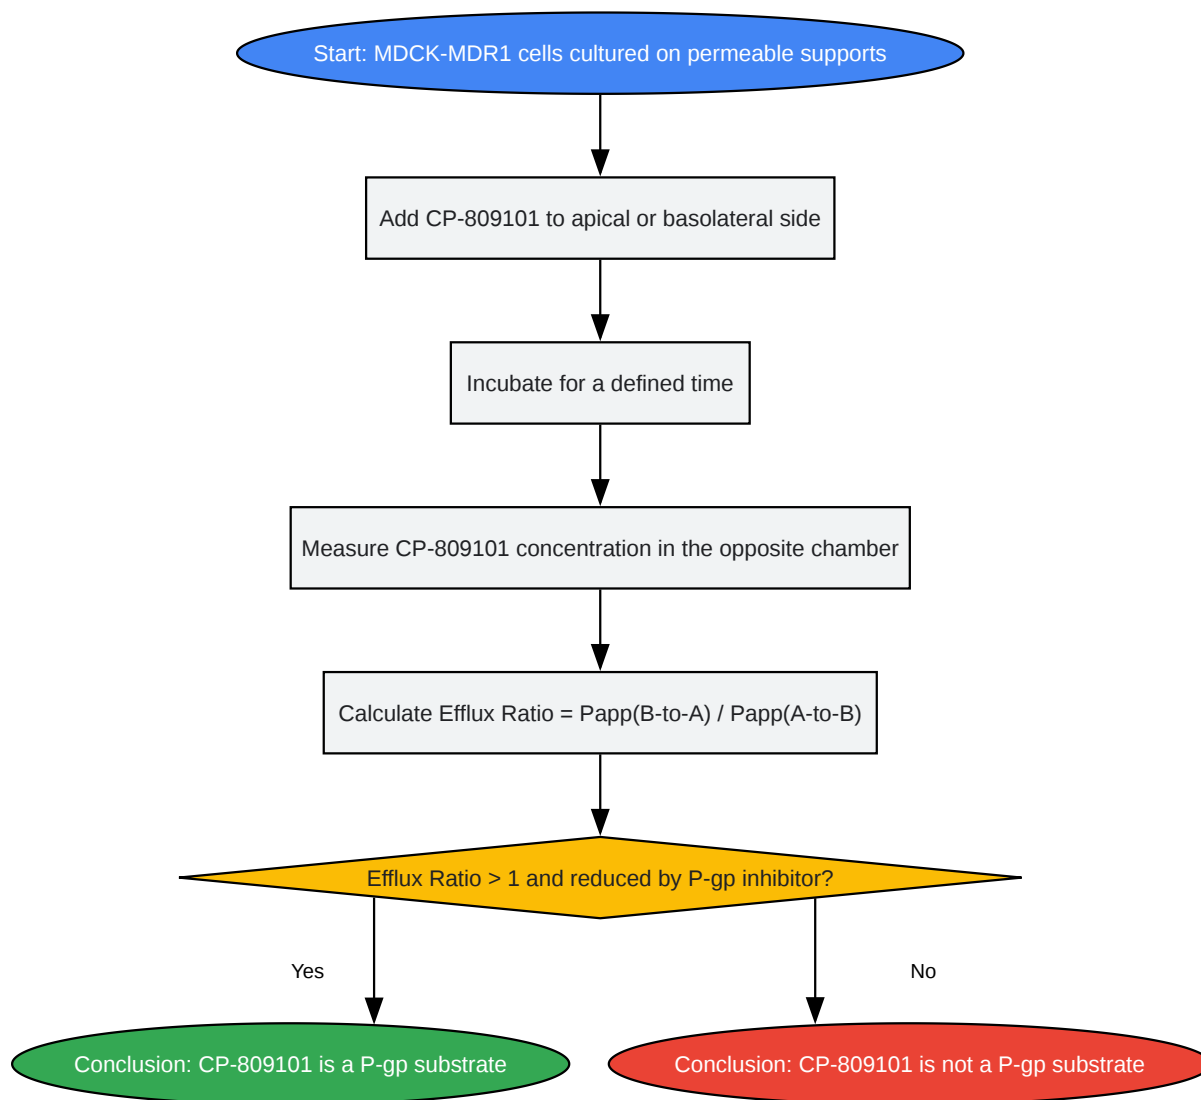 Start: MDCK-MDR1 cells cultured on permeable supports
Add CP-809101 to apical or basolateral side
Incubate for a defined time
Measure CP-809101 concentration in the opposite chamber
Calculate Efflux Ratio = Papp(B-to-A) / Papp(A-to-B)
Efflux Ratio > 1 and reduced by P-gp inhibitor?
Yes
No
Conclusion: CP-809101 is a P-gp substrate
Conclusion: CP-809101 is not a P-gp substrate